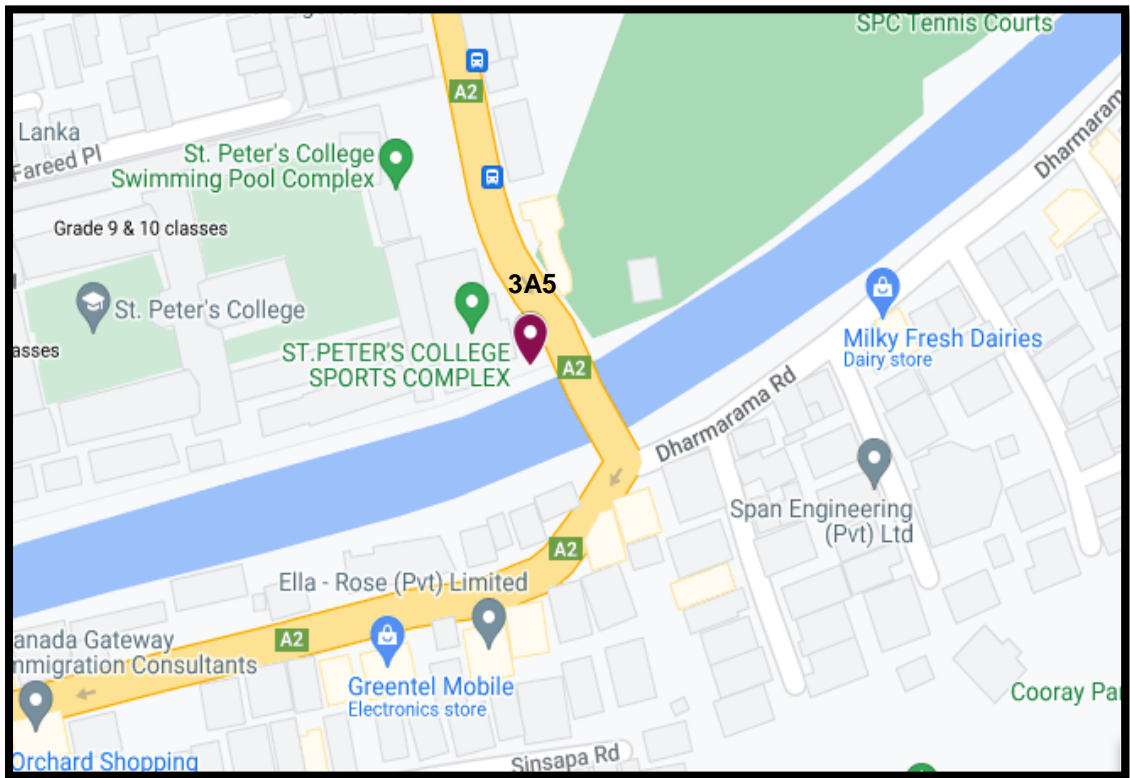 SPC Tennis Courts
A2
Lanka
Fareed Pl
St. Peter's College
Swimming Pool Complex
Dharmaram
Grade 9 & 10 classes
3A5
St. Peter's College
asses
ST.PETER'S COLLEGE
SPORTS COMPLEX
A2
Milky Fresh Dairies
Dairy store
Dharmarama Rd
Span Engineering
(Pvt) Ltd
A2
Ella - Rose (Pvt) Limited
A2
anada Gateway
mmigration Consultants
Greentel Mobile
Electronics store
Cooray Pa
Orchard Shopping
Sinsapa Rd